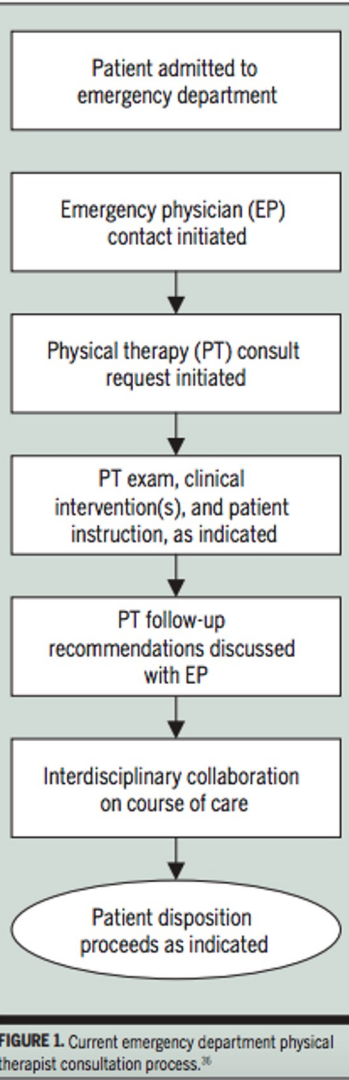 Patient admitted to
emergency department
Emergency physician (EP)
contact initiated
Physical therapy (PT) consult
request initiated
PT exam, clinical
intervention(s), and patient
instruction, as indicated
PT follow-up
recommendations discussed
with EP
Interdisciplinary collaboration
on course of care
Patient disposition
proceeds as indicated
FIGURE 1. Current emergency department physical
therapist consultation process.36